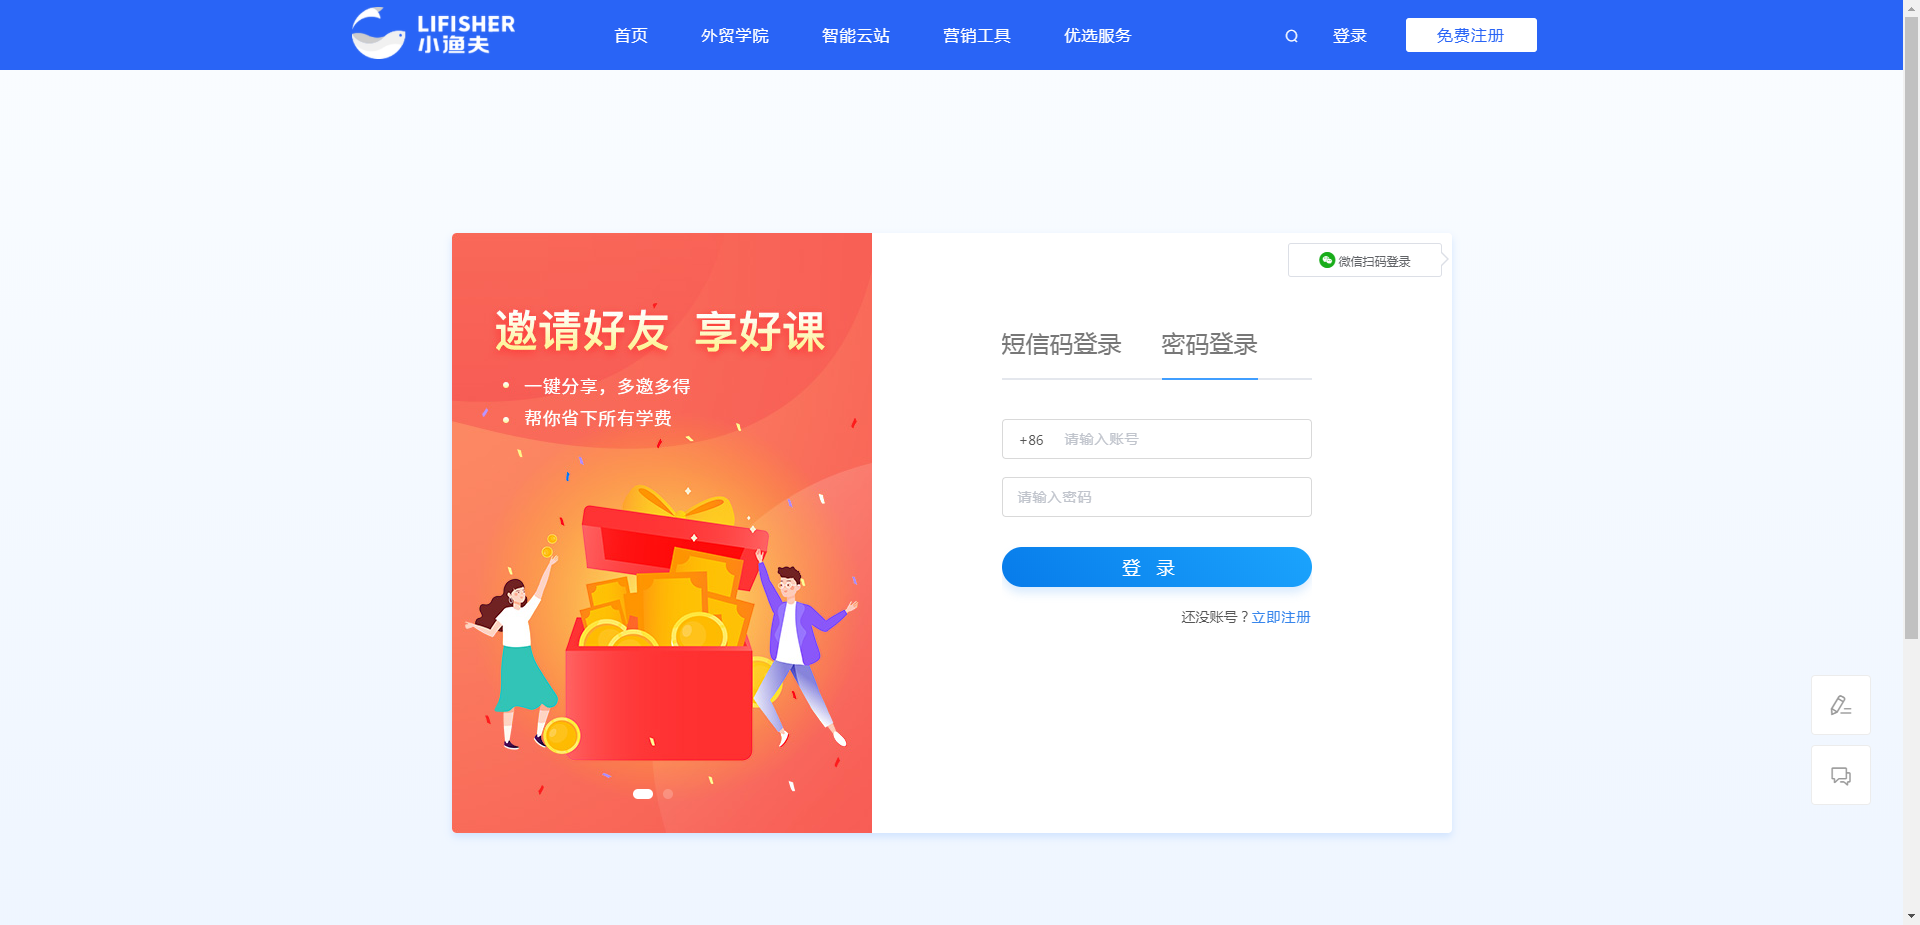 LIFISHER
小渔夫
首页 外贸学院 智能云站 营销工具 优选服务 登录 免费注册
微信扫码登录
邀请好友 享好课
一键分享，多邀多得
帮你省下所有学费
短信码登录 密码登录
+86 请输入账号
请输入密码
登 录
还没账号？立即注册